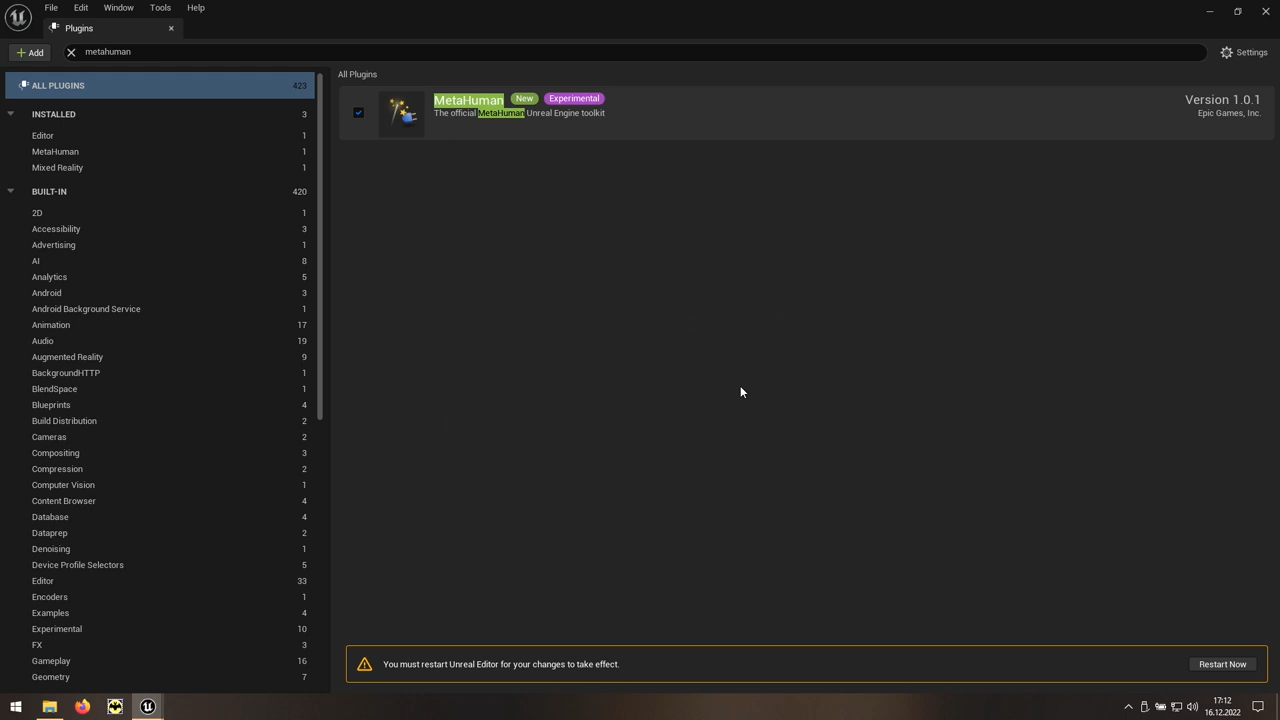 File Edit Window Tools Help
Plugins
Add metahuman Settings
ALL PLUGINS 423
INSTALLED 3
Editor 1
MetaHuman 1
Mixed Reality 1
BUILT-IN 420
2D 1
Accessibility 3
Advertising 1
AI 8
Analytics 5
Android 3
Android Background Service 1
Animation 17
Audio 19
Augmented Reality 9
BackgroundHTTP 1
BlendSpace 1
Blueprints 4
Build Distribution 2
Cameras 2
Compositing 3
Compression 2
Computer Vision 1
Content Browser 4
Database 4
Dataprep 2
Denoising 1
Device Profile Selectors 5
Editor 33
Encoders 1
Examples 4
Experimental 10
FX 3
Gameplay 16
Geometry 7
All Plugins
MetaHuman New Experimental Version 1.0.1
The official MetaHuman Unreal Engine toolkit Epic Games, Inc.
You must restart Unreal Editor for your changes to take effect. Restart Now
17:12
16.12.2022